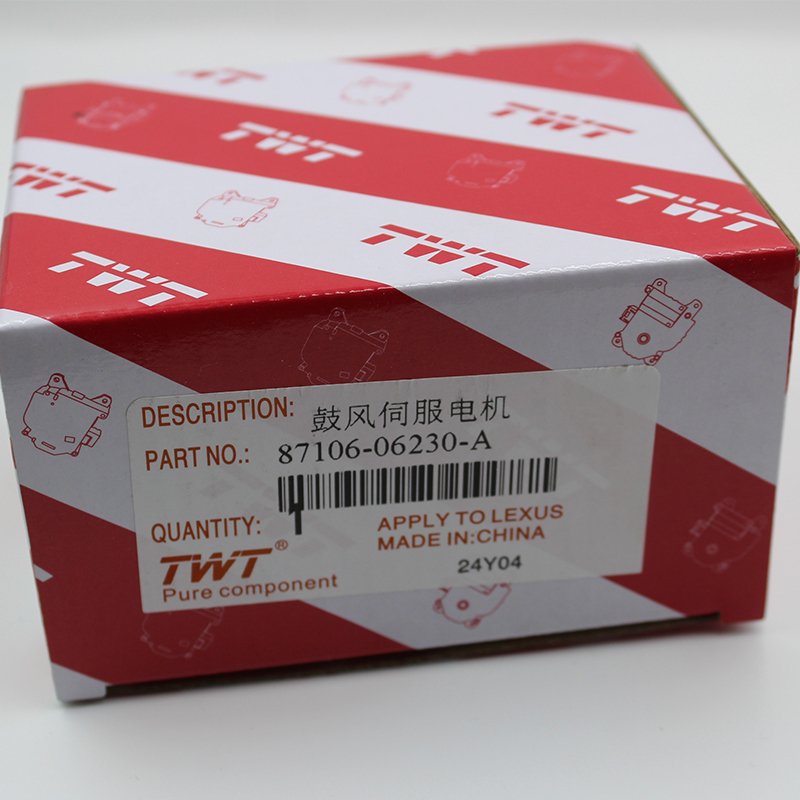 TWT
TWT
TWT
TWT
TWT
TWT
TWT
DESCRIPTION: 鼓风伺服电机
PART NO.: 87106-06230-A
QUANTITY: 1
APPLY TO LEXUS
MADE IN:CHINA
TWT®
24Y04
Pure component